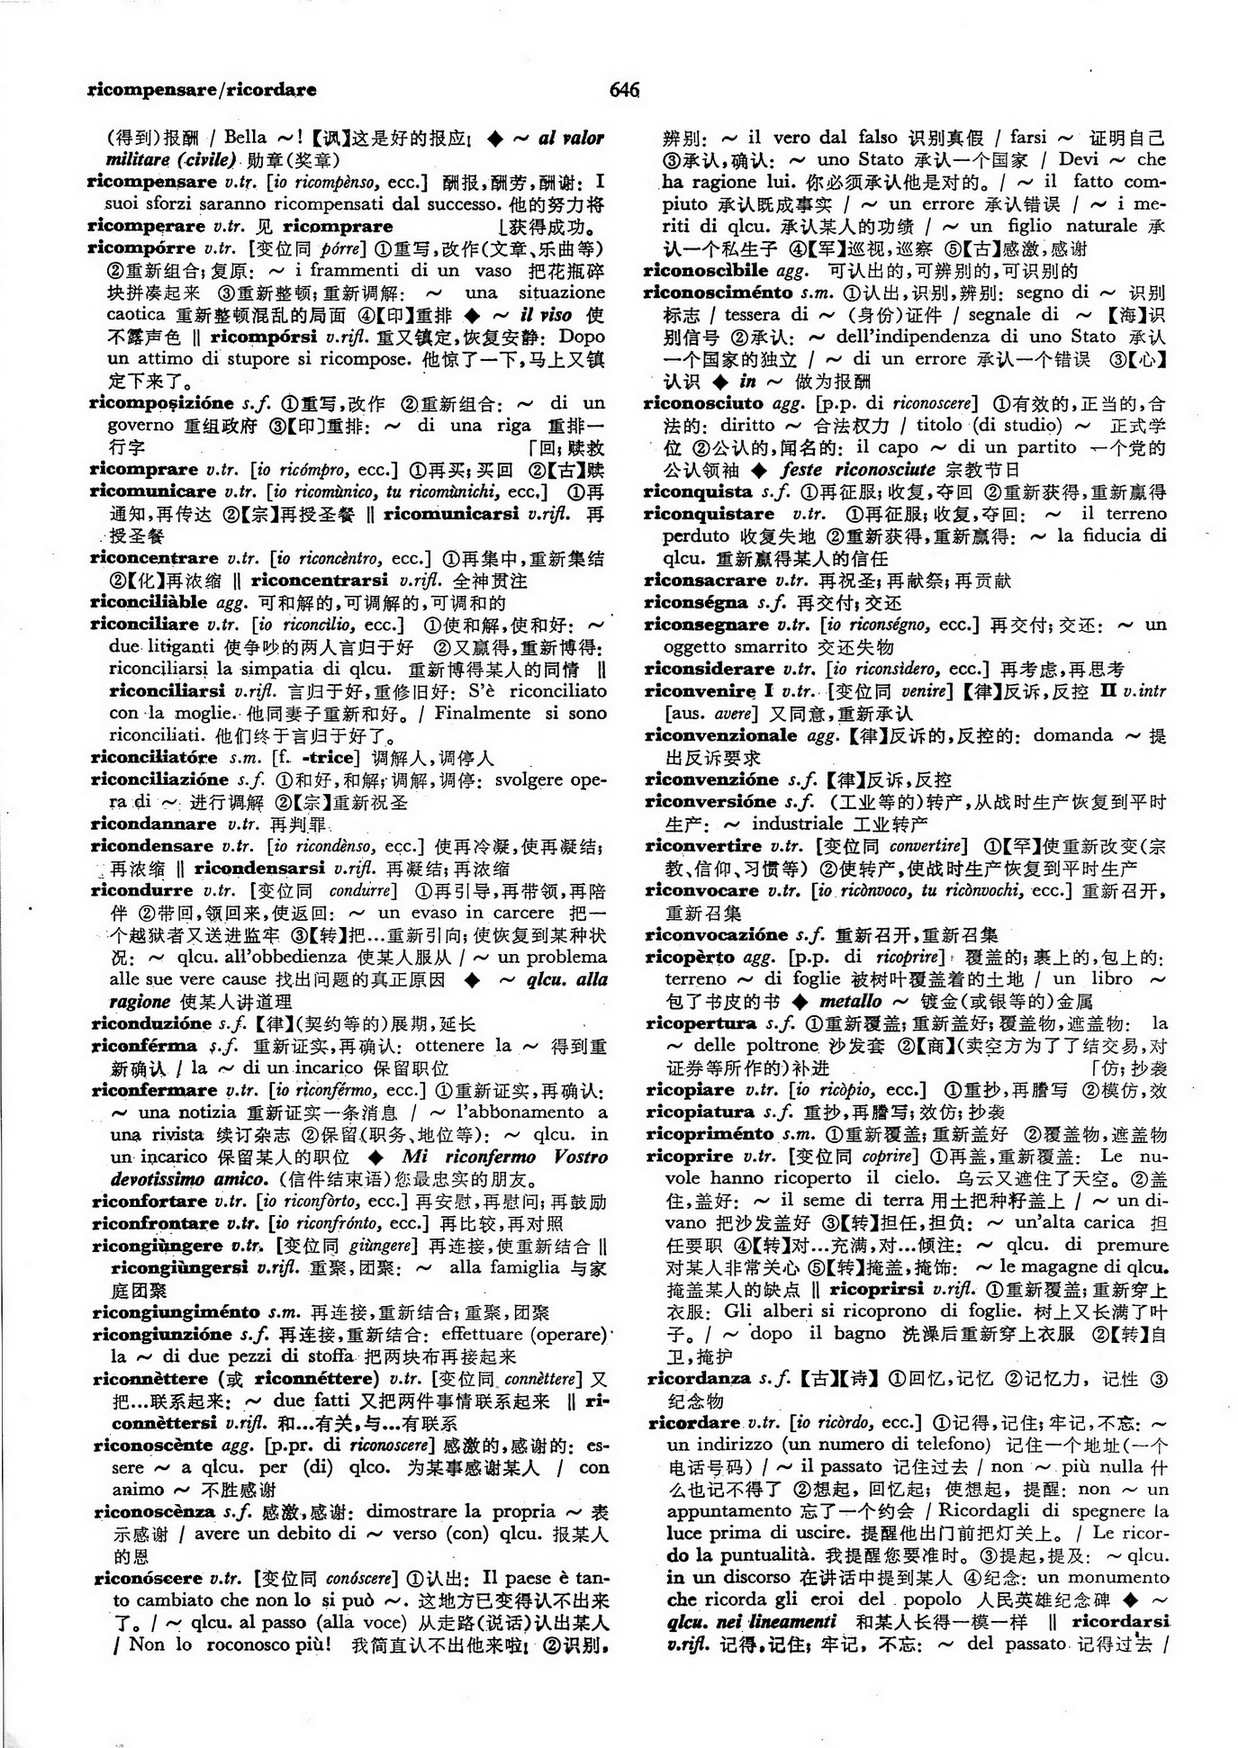 ricompensare/ricordare
646
(得到)报酬 / Bella ～! 【讽】这是好的报应! ◆ ～ al valor
militare (civile) 勋章(奖章)
ricompensare v.tr. [io ricompènso, ecc.] 酬报,酬劳,酬谢: I
suoi sforzi saranno ricompensati dal successo. 他的努力将
ricomperare v.tr. 见 ricomprare ⌊获得成功。
ricompórre v.tr. [变位同 pórre] ①重写,改作(文章、乐曲等)
②重新组合; 复原: ～ i frammenti di un vaso 把花瓶碎
块拼凑起来 ③重新整顿; 重新调解: ～ una situazione
caotica 重新整顿混乱的局面 ④【印】重排 ◆ ～ il viso 使
不露声色 ‖ ricompórsi v.rifl. 重又镇定,恢复安静: Dopo
un attimo di stupore si ricompose. 他惊了一下,马上又镇
定下来了。
ricomposizióne s.f. ①重写,改作 ②重新组合: ～ di un
governo 重组政府 ③【印】重排: ～ di una riga 重排一
行字 「回; 赎救
ricomprare v.tr. [io ricómpro, ecc.] ①再买; 买回 ②【古】赎
ricomunicare v.tr. [io ricomùnico, tu ricomùnichi, ecc.] ①再
通知,再传达 ②【宗】再授圣餐 ‖ ricomunicarsi v.rifl. 再
授圣餐
riconcentrare v.tr. [io riconcèntro, ecc.] ①再集中,重新集结
②【化】再浓缩 ‖ riconcentrarsi v.rifl. 全神贯注
riconciliàble agg. 可和解的,可调解的,可调和的
riconciliare v.tr. [io riconcìlio, ecc.] ①使和解,使和好: ～
due litiganti 使争吵的两人言归于好 ②又赢得,重新博得:
riconciliarsi la simpatia di qlcu. 重新博得某人的同情 ‖
riconciliarsi v.rifl. 言归于好,重修旧好: S'è riconciliato
con la moglie. 他同妻子重新和好。/ Finalmente si sono
riconciliati. 他们终于言归于好了。
riconciliatóre s.m. [f. -trice] 调解人,调停人
riconciliazióne s.f. ①和好,和解; 调解,调停: svolgere ope-
ra di ～ 进行调解 ②【宗】重新祝圣
ricondannare v.tr. 再判罪
ricondensare v.tr. [io ricondènso, ecc.] 使再冷凝,使再凝结;
再浓缩 ‖ ricondensarsi v.rifl. 再凝结; 再浓缩
ricondurre v.tr. [变位同 condurre] ①再引导,再带领,再陪
伴 ②带回,领回来,使返回: ～ un evaso in carcere 把一
个越狱者又送进监牢 ③【转】把…重新引向; 使恢复到某种状
况: ～ qlcu. all'obbedienza 使某人服从 / ～ un problema
alle sue vere cause 找出问题的真正原因 ◆ ～ qlcu. alla
ragione 使某人讲道理
riconduzióne s.f. 【律】(契约等的)展期,延长
riconférma s.f. 重新证实,再确认: ottenere la ～ 得到重
新确认 / la ～ di un incarico 保留职位
riconfermare v.tr. [io riconférmo, ecc.] ①重新证实,再确认:
～ una notizia 重新证实一条消息 / ～ l'abbonamento a
una rivista 续订杂志 ②保留(职务、地位等): ～ qlcu. in
un incarico 保留某人的职位 ◆ Mi riconfermo Vostro
devotissimo amico. (信件结束语)您最忠实的朋友。
riconfortare v.tr. [io riconfòrto, ecc.] 再安慰,再慰问; 再鼓励
riconfrontare v.tr. [io riconfrónto, ecc.] 再比较,再对照
ricongiùngere v.tr. [变位同 giùngere] 再连接,使重新结合 ‖
ricongiùngersi v.rifl. 重聚,团聚: ～ alla famiglia 与家
庭团聚
ricongiungiménto s.m. 再连接,重新结合; 重聚,团聚
ricongiunzióne s.f. 再连接,重新结合: effettuare (operare)
la ～ di due pezzi di stoffa 把两块布再接起来
riconnèttere (或 riconnéttere) v.tr. [变位同 connèttere] 又
把…联系起来: ～ due fatti 又把两件事情联系起来 ‖ ri-
connèttersi v.rifl. 和…有关,与…有联系
riconoscènte agg. [p.pr. di riconoscere] 感激的,感谢的: es-
sere ～ a qlcu. per (di) qlco. 为某事感谢某人 / con
animo ～ 不胜感谢
riconoscènza s.f. 感激,感谢: dimostrare la propria ～ 表
示感谢 / avere un debito di ～ verso (con) qlcu. 报某人
的恩
riconóscere v.tr. [变位同 conóscere] ①认出: Il paese è tan-
to cambiato che non lo si può ～. 这地方已变得认不出来
了。/ ～ qlcu. al passo (alla voce) 从走路(说话)认出某人
/ Non lo roconosco più! 我简直认不出他来啦! ②识别,
辨别: ～ il vero dal falso 识别真假 / farsi ～ 证明自己
③承认,确认: ～ uno Stato 承认一个国家 / Devi ～ che
ha ragione lui. 你必须承认他是对的。/ ～ il fatto com-
piuto 承认既成事实 / ～ un errore 承认错误 / ～ i me-
riti di qlcu. 承认某人的功绩 / ～ un figlio naturale 承
认一个私生子 ④【军】巡视,巡察 ⑤【古】感激,感谢
riconoscìbile agg. 可认出的,可辨别的,可识别的
riconosciménto s.m. ①认出,识别,辨别: segno di ～ 识别
标志 / tessera di ～ (身份)证件 / segnale di ～ 【海】识
别信号 ②承认: ～ dell'indipendenza di uno Stato 承认
一个国家的独立 / ～ di un errore 承认一个错误 ③【心】
认识 ◆ in ～ 做为报酬
riconosciuto agg. [p.p. di riconoscere] ①有效的,正当的,合
法的: diritto ～ 合法权力 / titolo (di studio) ～ 正式学
位 ②公认的,闻名的: il capo ～ di un partito 一个党的
公认领袖 ◆ feste riconosciute 宗教节日
riconquista s.f. ①再征服; 收复,夺回 ②重新获得,重新赢得
riconquistare v.tr. ①再征服; 收复,夺回: ～ il terreno
perduto 收复失地 ②重新获得,重新赢得: ～ la fiducia di
qlcu. 重新赢得某人的信任
riconsacrare v.tr. 再祝圣; 再献祭; 再贡献
riconségna s.f. 再交付; 交还
riconsegnare v.tr. [io riconségno, ecc.] 再交付; 交还: ～ un
oggetto smarrito 交还失物
riconsiderare v.tr. [io riconsìdero, ecc.] 再考虑,再思考
riconvenire I v.tr. [变位同 venire] 【律】反诉,反控 II v.intr
[aus. avere] 又同意,重新承认
riconvenzionale agg. 【律】反诉的,反控的: domanda ～ 提
出反诉要求
riconvenzióne s.f. 【律】反诉,反控
riconversióne s.f. (工业等的)转产,从战时生产恢复到平时
生产: ～ industriale 工业转产
riconvertire v.tr. [变位同 convertire] ①【罕】使重新改变(宗
教、信仰、习惯等) ②使转产,使战时生产恢复到平时生产
riconvocare v.tr. [io ricònvoco, tu ricònvochi, ecc.] 重新召开,
重新召集
riconvocazióne s.f. 重新召开,重新召集
ricopèrto agg. [p.p. di ricoprire] 覆盖的; 裹上的,包上的:
terreno ～ di foglie 被树叶覆盖着的土地 / un libro ～
包了书皮的书 ◆ metallo ～ 镀金(或银等的)金属
ricopertura s.f. ①重新覆盖; 重新盖好; 覆盖物,遮盖物: la
～ delle poltrone 沙发套 ②【商】(卖空方为了了结交易,对
证券等所作的)补进 「仿; 抄袭
ricopiare v.tr. [io ricòpio, ecc.] ①重抄,再誊写 ②模仿,效
ricopiatura s.f. 重抄,再誊写; 效仿; 抄袭
ricopriménto s.m. ①重新覆盖; 重新盖好 ②覆盖物,遮盖物
ricoprire v.tr. [变位同 coprire] ①再盖,重新覆盖: Le nu-
vole hanno ricoperto il cielo. 乌云又遮住了天空。②盖
住,盖好: ～ il seme di terra 用土把种籽盖上 / ～ un di-
vano 把沙发盖好 ③【转】担任,担负: ～ un'alta carica 担
任要职 ④【转】对…充满,对…倾注: ～ qlcu. di premure
对某人非常关心 ⑤【转】掩盖,掩饰: ～ le magagne di qlcu.
掩盖某人的缺点 ‖ ricoprirsi v.rifl. ①重新覆盖; 重新穿上
衣服: Gli alberi si ricoprono di foglie. 树上又长满了叶
子。/ ～ dopo il bagno 洗澡后重新穿上衣服 ②【转】自
卫,掩护
ricordanza s.f. 【古】【诗】 ①回忆,记忆 ②记忆力, 记性 ③
纪念物
ricordare v.tr. [io ricòrdo, ecc.] ①记得,记住; 牢记,不忘: ～
un indirizzo (un numero di telefono) 记住一个地址(一个
电话号码) / ～ il passato 记住过去 / non ～ più nulla 什
么也记不得了 ②想起, 回忆起; 使想起, 提醒: non ～ un
appuntamento 忘了一个约会 / Ricordagli di spegnere la
luce prima di uscire. 提醒他出门前把灯关上。/ Le ricor-
do la puntualità. 我提醒您要准时。③提起,提及: ～ qlcu.
in un discorso 在讲话中提到某人 ④纪念: un monumento
che ricorda gli eroi del popolo 人民英雄纪念碑 ◆ ～
qlcu. nei lineamenti 和某人长得一模一样 ‖ ricordarsi
v.rifl. 记得,记住; 牢记, 不忘: ～ del passato 记得过去 /